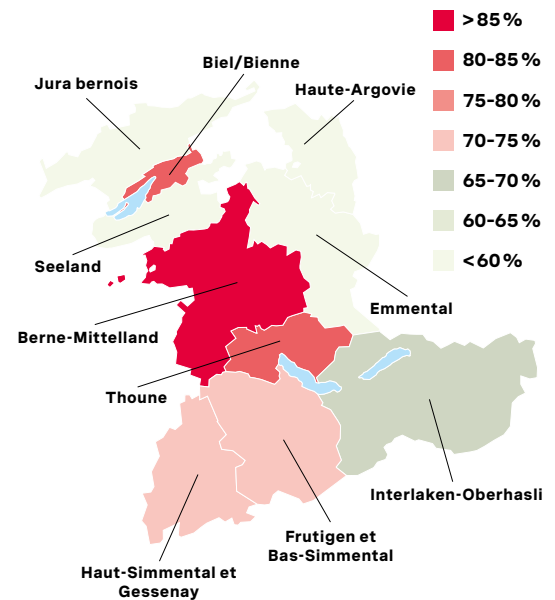 >85 %
80-85 %
75-80 %
70-75 %
65-70 %
60-65 %
<60 %
Biel/Bienne
Jura bernois
Haute-Argovie
Seeland
Emmental
Berne-Mittelland
Thoune
Interlaken-Oberhasli
Frutigen et
Bas-Simmental
Haut-Simmental et
Gessenay